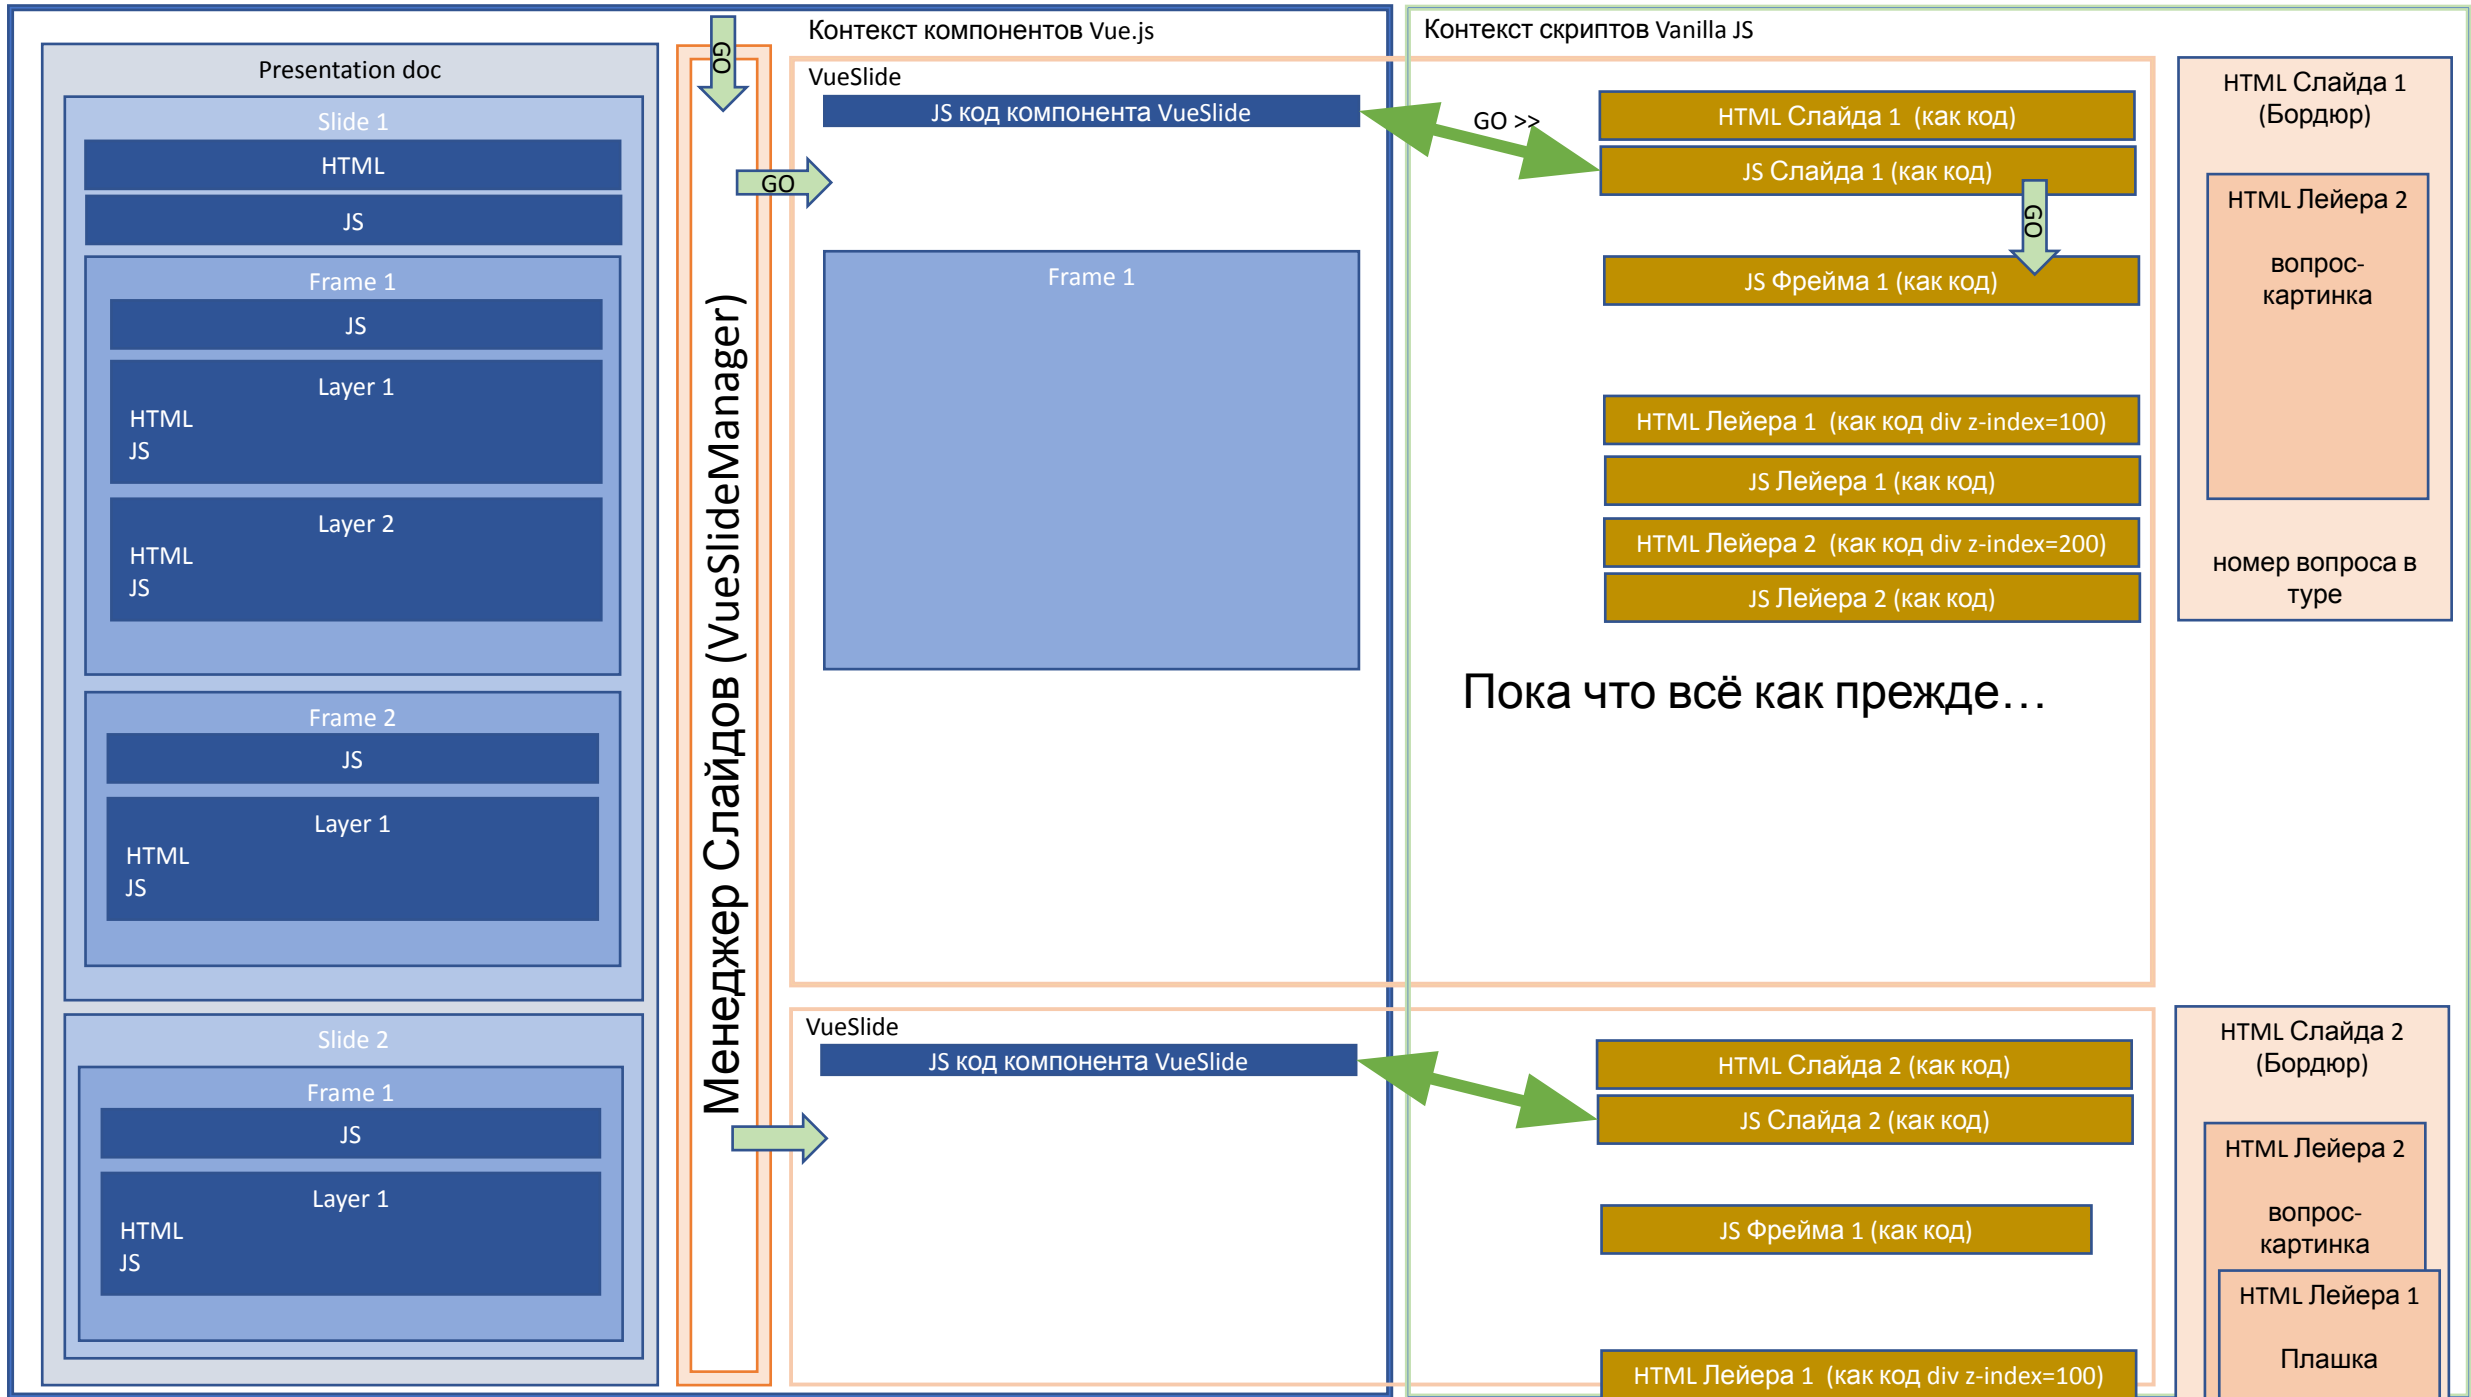 Контекст компонентов Vue.js
Контекст скриптов Vanilla JS
Presentation doc
Slide 1
HTML
JS
Frame 1
JS
Layer 1
HTML
JS
Layer 2
HTML
JS
Frame 2
JS
Layer 1
HTML
JS
Slide 2
Frame 1
JS
Layer 1
HTML
JS
GO
Менеджер Слайдов (VueSlideManager)
GO
VueSlide
JS код компонента VueSlide
Frame 1
GO >>
HTML Слайда 1 (как код)
JS Слайда 1 (как код)
GO
JS Фрейма 1 (как код)
HTML Лейера 1 (как код div z-index=100)
JS Лейера 1 (как код)
HTML Лейера 2 (как код div z-index=200)
JS Лейера 2 (как код)
Пока что всё как прежде…
HTML Слайда 1
(Бордюр)
HTML Лейера 2
вопрос-
картинка
номер вопроса в
туре
VueSlide
JS код компонента VueSlide
HTML Слайда 2 (как код)
JS Слайда 2 (как код)
JS Фрейма 1 (как код)
HTML Лейера 1 (как код div z-index=100)
HTML Слайда 2
(Бордюр)
HTML Лейера 2
вопрос-
картинка
HTML Лейера 1
Плашка